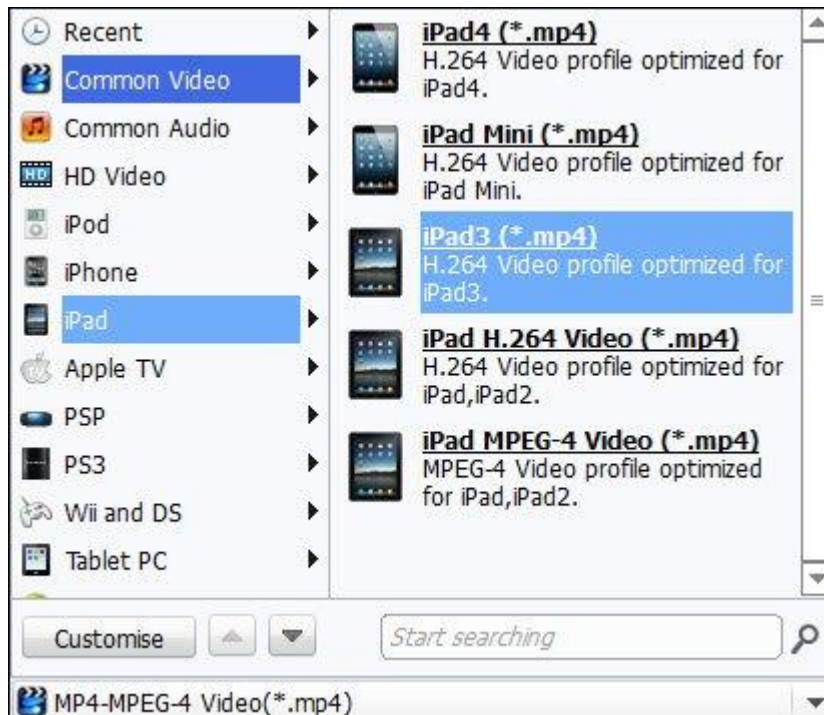 Recent
Common Video
Common Audio
HD
HD Video
iPod
iPhone
iPad
Apple TV
PSP
PS3
Wii and DS
Tablet PC
iPad4 (*.mp4)
H.264 Video profile optimized for
iPad4.
iPad Mini (*.mp4)
H.264 Video profile optimized for
iPad Mini.
iPad3 (*.mp4)
H.264 Video profile optimized for
iPad3.
iPad H.264 Video (*.mp4)
H.264 Video profile optimized for
iPad,iPad2.
iPad MPEG-4 Video (*.mp4)
MPEG-4 Video profile optimized
for iPad,iPad2.
Customise
Start searching
MP4-MPEG-4 Video(*.mp4)